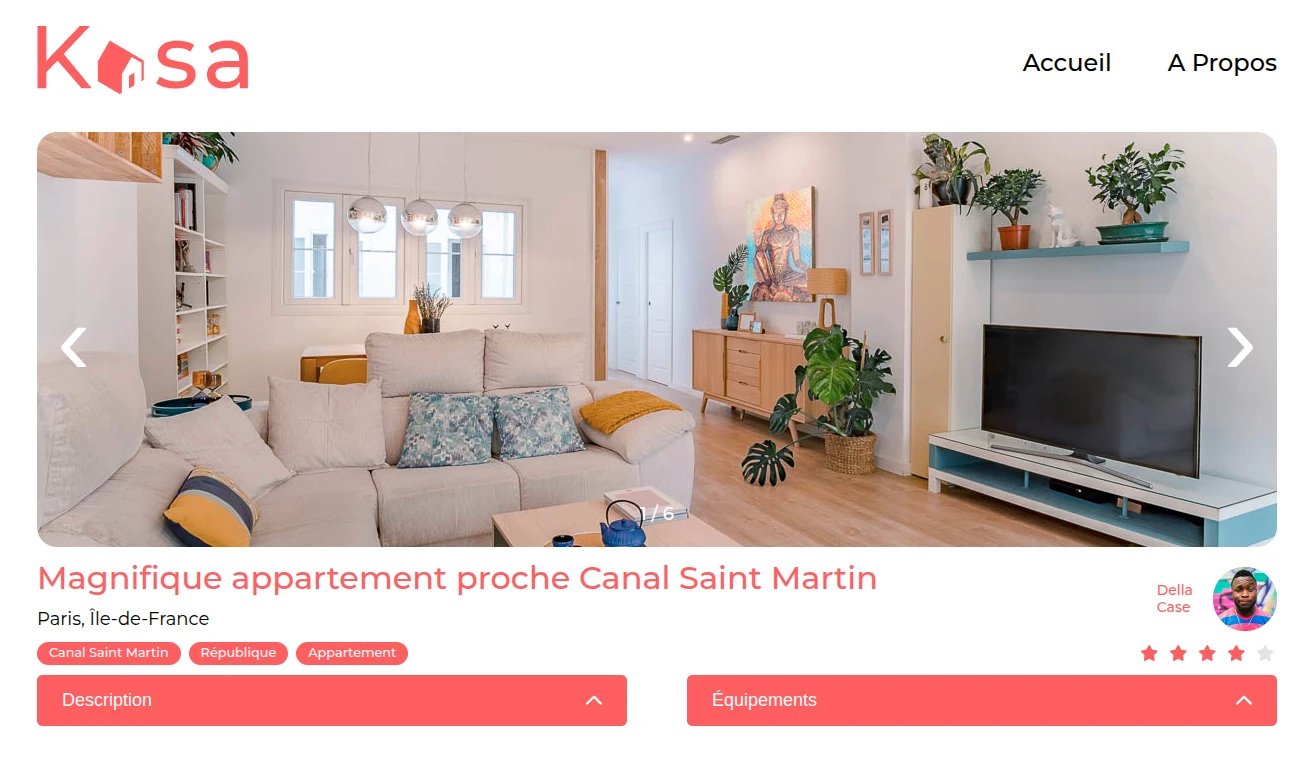 Kasa
Accueil
A Propos
1 / 6
Magnifique appartement proche Canal Saint Martin
Della
Case
Paris, Île-de-France
Canal Saint Martin
République
Appartement
Description
Équipements